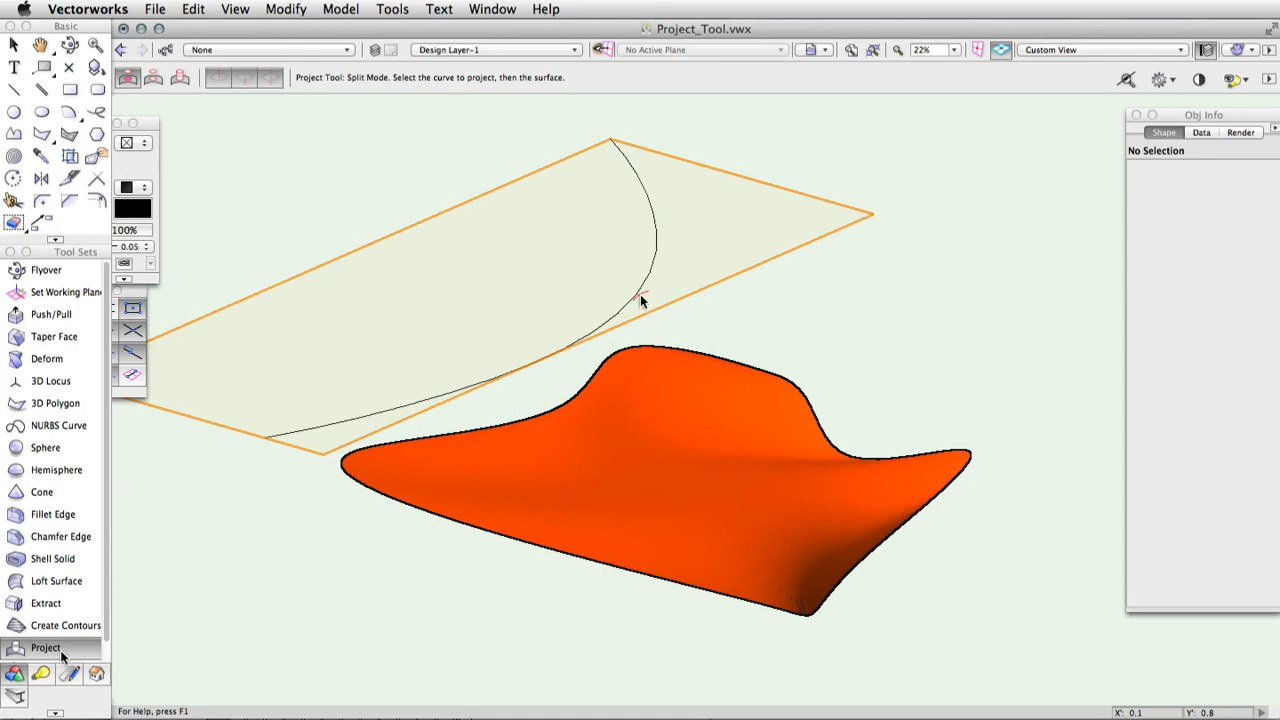 Vectorworks File Edit View Modify Model Tools Text Window Help
Basic
Project_Tool.vwx
None
Design Layer-1
No Active Plane
22%
Custom View
Project Tool: Split Mode. Select the curve to project, then the surface.
Obj Info
Shape Data Render
No Selection
100%
0.05
Tool Sets
Flyover
Set Working Plan
Push/Pull
Taper Face
Deform
3D Locus
3D Polygon
NURBS Curve
Sphere
Hemisphere
Cone
Fillet Edge
Chamfer Edge
Shell Solid
Loft Surface
Extract
Create Contours
Project
For Help, press F1
X': 0.1 Y': 0.8